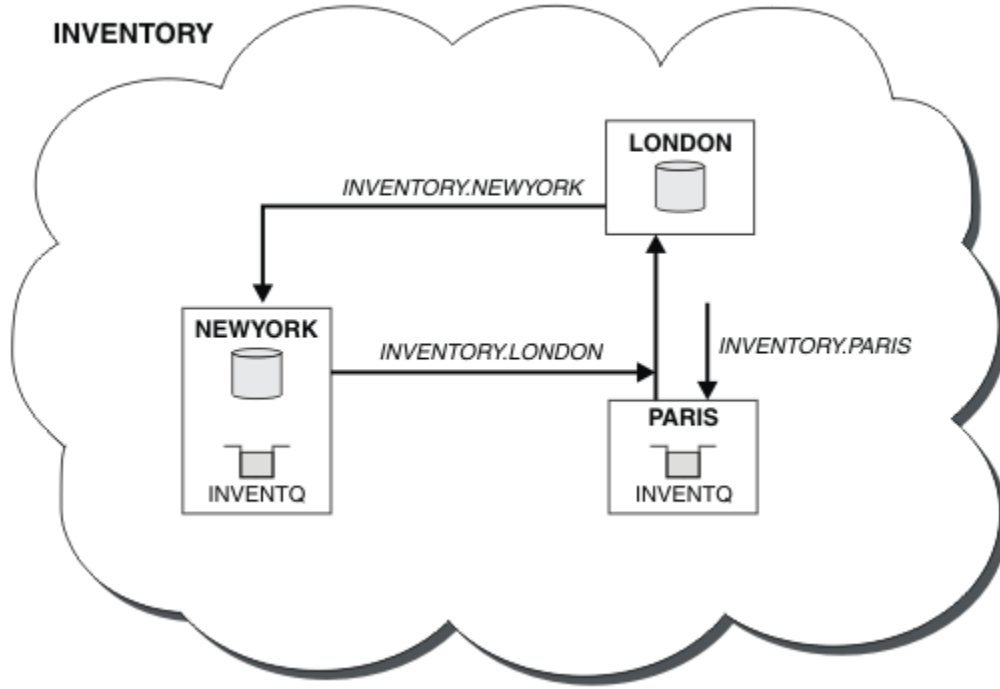 INVENTORY
LONDON
INVENTORY.NEWYORK
NEWYORK
INVENTORY.LONDON
INVENTORY.PARIS
PARIS
INVENTQ
INVENTQ